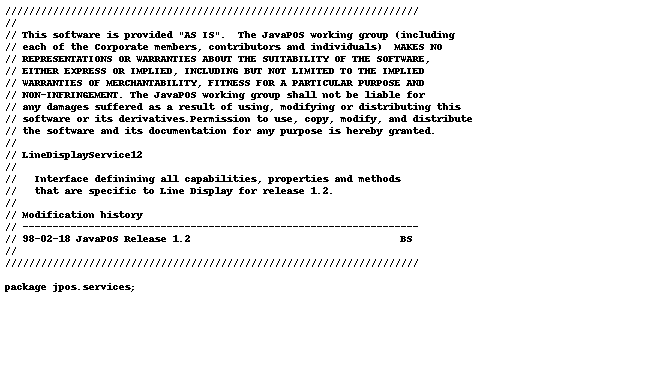 //////////////////////////////////////////////////////////////////////
//
// This software is provided "AS IS".  The JavaPOS working group (including
// each of the Corporate members, contributors and individuals)  MAKES NO
// REPRESENTATIONS OR WARRANTIES ABOUT THE SUITABILITY OF THE SOFTWARE,
// EITHER EXPRESS OR IMPLIED, INCLUDING BUT NOT LIMITED TO THE IMPLIED
// WARRANTIES OF MERCHANTABILITY, FITNESS FOR A PARTICULAR PURPOSE AND
// NON-INFRINGEMENT. The JavaPOS working group shall not be liable for
// any damages suffered as a result of using, modifying or distributing this
// software or its derivatives.Permission to use, copy, modify, and distribute
// the software and its documentation for any purpose is hereby granted.
//
// LineDisplayService12
//
//   Interface definining all capabilities, properties and methods
//   that are specific to Line Display for release 1.2.
//
// Modification history
// ------------------------------------------------------------------
// 98-02-18 JavaPOS Release 1.2                                   BS
//
//////////////////////////////////////////////////////////////////////
package jpos.services;